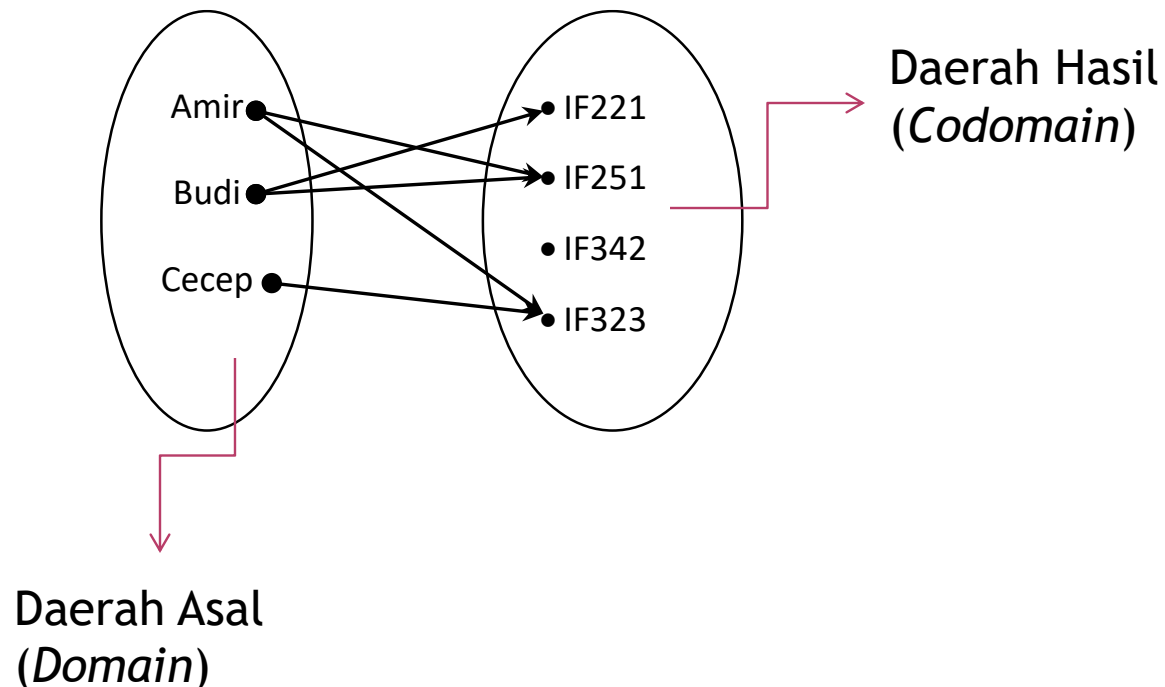 Amir
Budi
Cecep
IF221
IF251
IF342
IF323
Daerah Hasil
(Codomain)
Daerah Asal
(Domain)